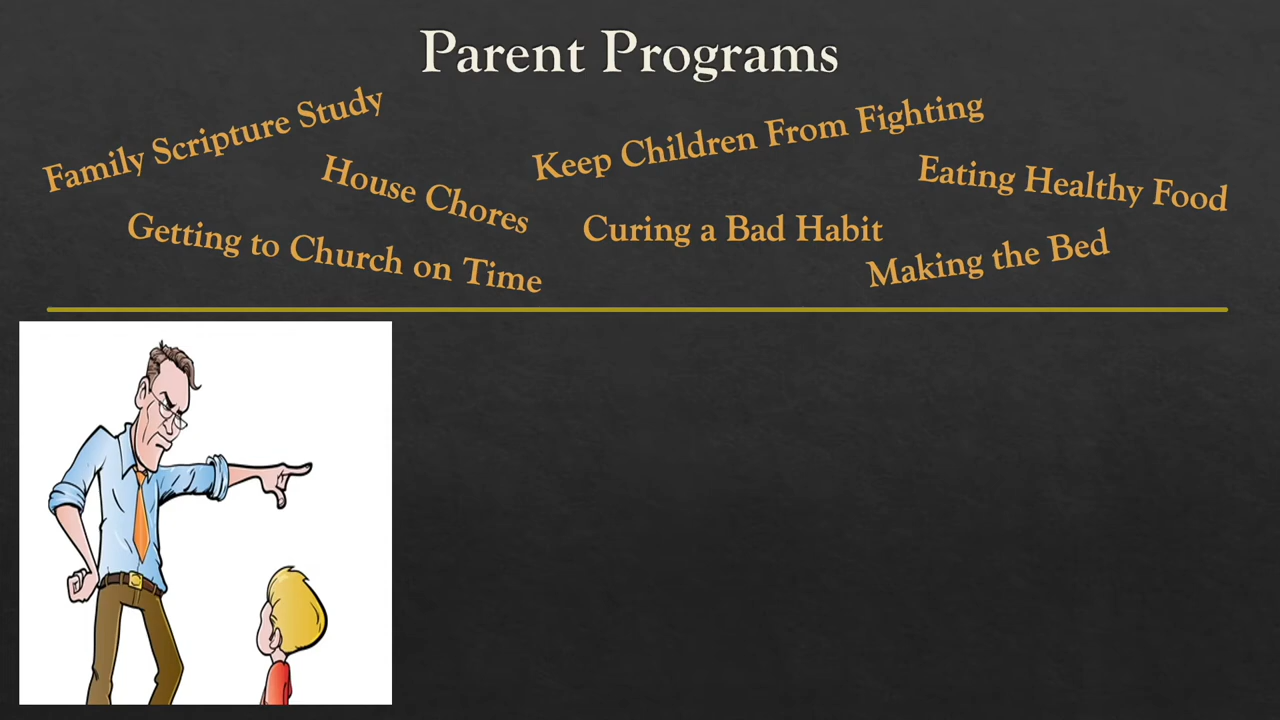 Parent Programs
Family Scripture Study
Keep Children From Fighting
House Chores
Eating Healthy Food
Getting to Church on Time
Curing a Bad Habit
Making the Bed